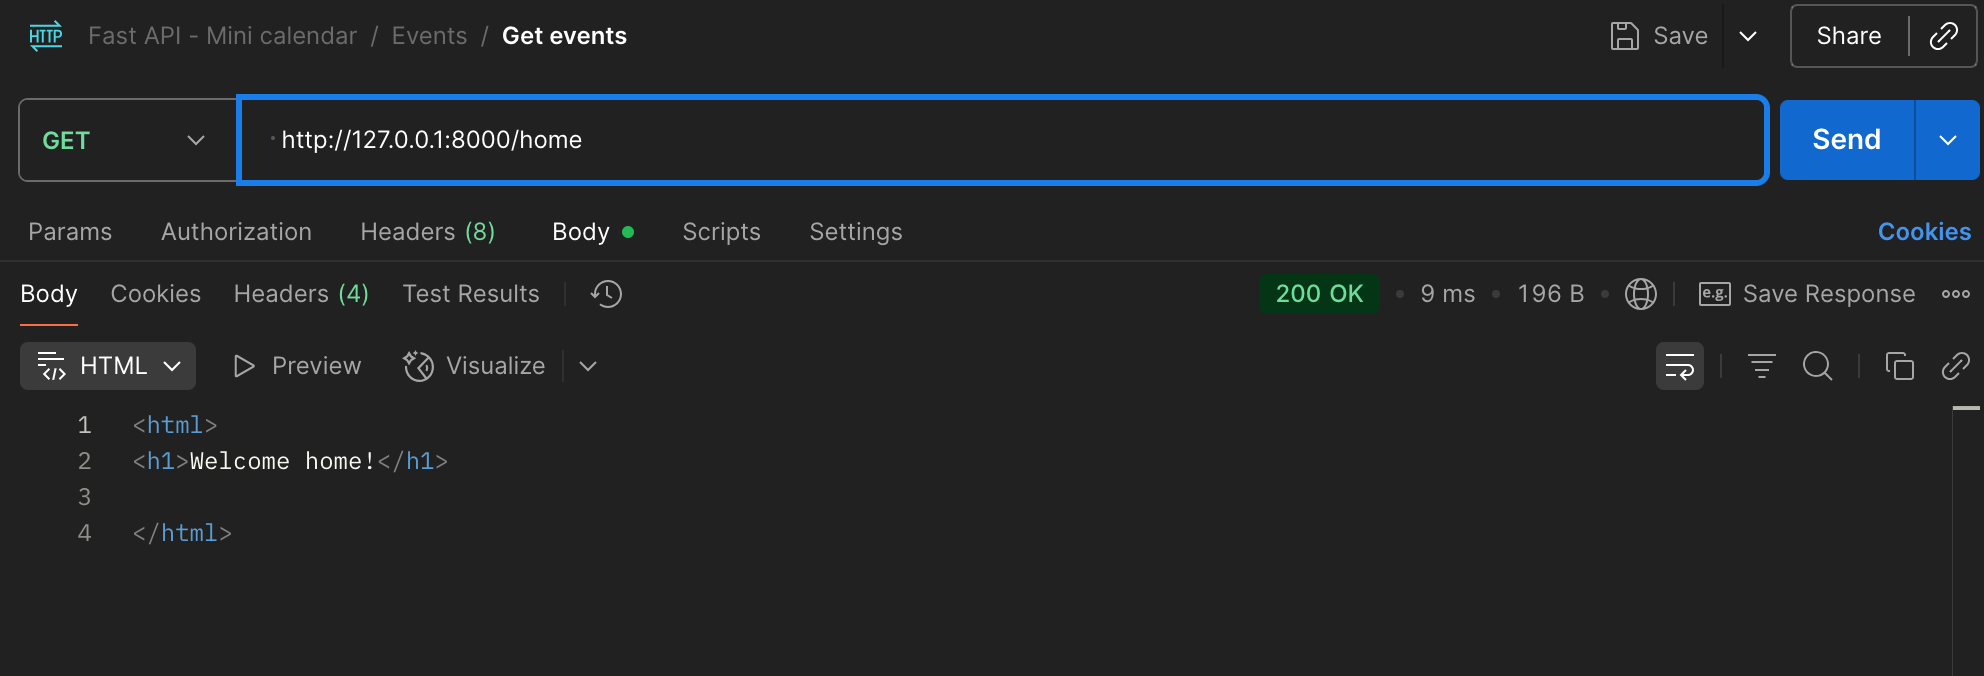 HTTP Fast API - Mini calendar / Events / Get events Save Share
GET http://127.0.0.1:8000/home Send
Params Authorization Headers (8) Body Scripts Settings Cookies
Body Cookies Headers (4) Test Results 200 OK 9 ms 196 B e.g. Save Response
HTML Preview Visualize
1 <html>
2 <h1>Welcome home!</h1>
3
4 </html>